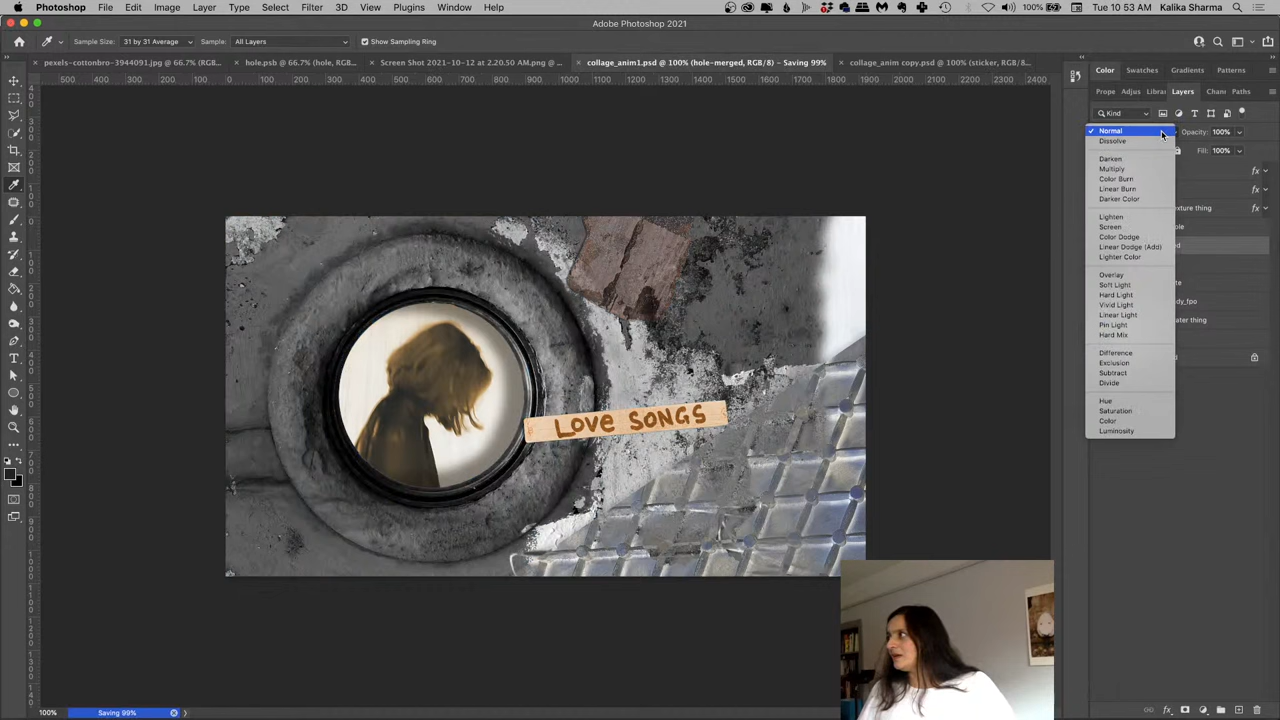 Photoshop File Edit Image Layer Type Select Filter 3D View Plugins Window Help 100% Tue 10 53 AM Kalika Sharma
Adobe Photoshop 2021
Sample Size: 31 by 31 Average Sample: All Layers Show Sampling Ring
pexels-cottonbro-3944091.jpg @ 66.7% (RGB... hole.psb @ 66.7% (hole, RGB... Screen Shot 2021-10-12 at 2.20.50 AM.png @ ... collage_anim1.psd @ 100% (hole-merged, RGB/8) – Saving 99% collage_anim copy.psd @ 100% (sticker, RGB/8...
Color Swatches Gradients Patterns
Prope Adjus Librar Layers Chan Paths
Kind
Normal
Opacity: 100%
Dissolve
Fill: 100%
Darken
Multiply
Color Burn
Linear Burn
Darker Color
Lighten
Screen
Color Dodge
Linear Dodge (Add)
Lighter Color
Overlay
Soft Light
Hard Light
Vivid Light
Linear Light
Pin Light
Hard Mix
Difference
Exclusion
Subtract
Divide
Hue
Saturation
Color
Luminosity
LOVE SONGS
100% Saving 99%